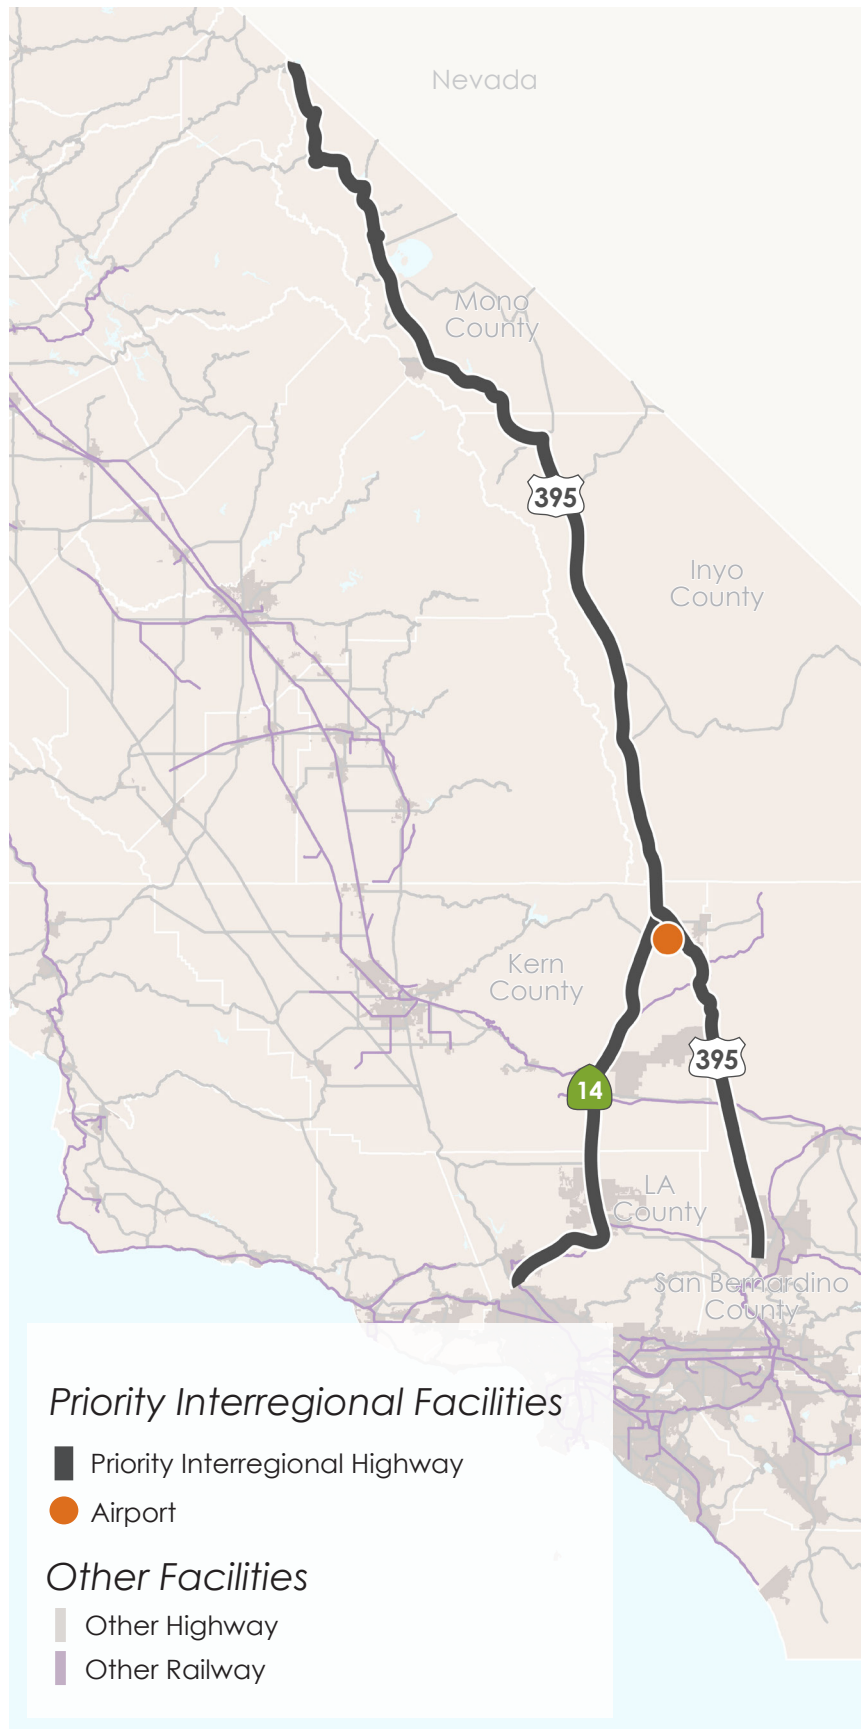 Nevada
Mono
County
395
Inyo
County
Kern
County
395
14
LA
County
San Bernardino
County
Priority Interregional Facilities
Priority Interregional Highway
Airport
Other Facilities
Other Highway
Other Railway